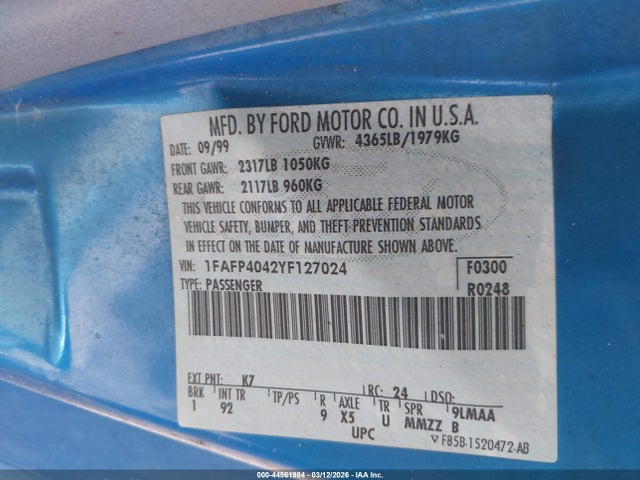 MFD. BY FORD MOTOR CO. IN U.S.A.
DATE: 09/99 GVWR: 4365LB/1979KG
FRONT GAWR: 2317LB 1050KG
REAR GAWR: 2117LB 960KG
THIS VEHICLE CONFORMS TO ALL APPLICABLE FEDERAL MOTOR
VEHICLE SAFETY, BUMPER, AND THEFT PREVENTION STANDARDS
IN EFFECT ON THE DATE OF MANUFACTURE SHOWN ABOVE.
VIN: 1FAFP4042YF127024 F0300
TYPE: PASSENGER R0248
EXT PNT: K7 RC: 24 DSO:
BRK INT TR TP/PS R AXLE TR SPR 9LMAA
1 92 9 X5 U MMZZ B
UPC ▽F85B-1520472-AB
000-44561984 - 03/12/2026 - IAAI.COM